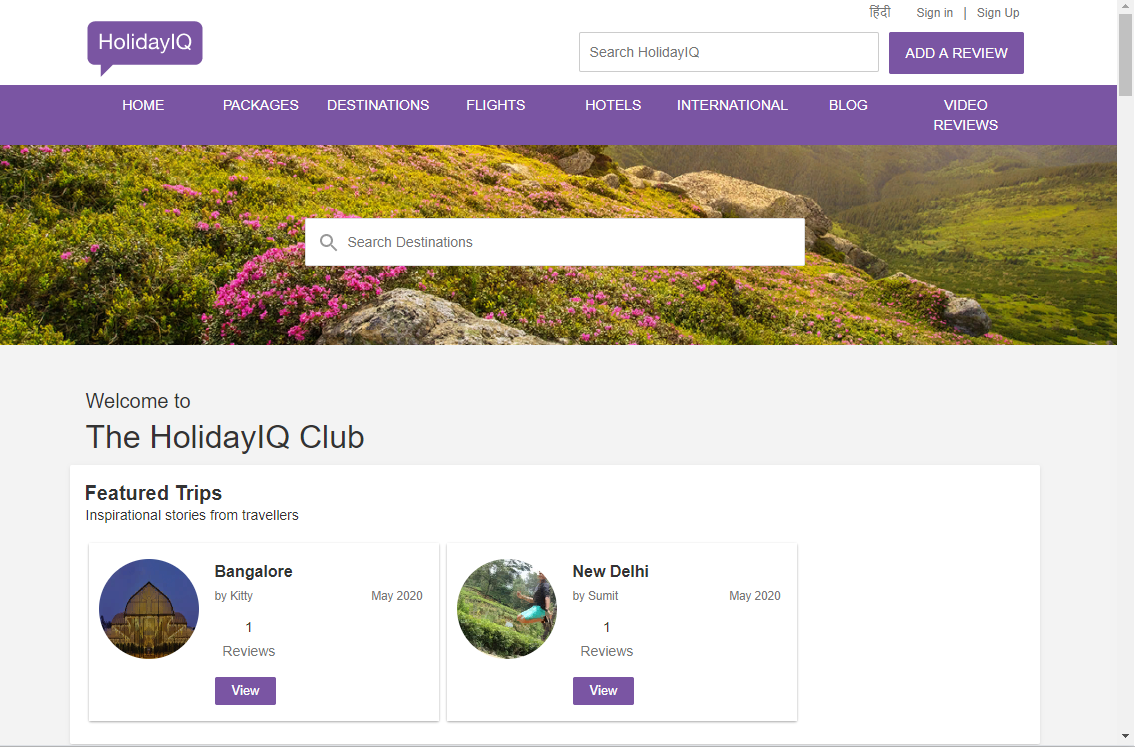 हिंदी Sign in | Sign Up
HolidayIQ
Search HolidayIQ
ADD A REVIEW
HOME PACKAGES DESTINATIONS FLIGHTS HOTELS INTERNATIONAL BLOG VIDEO REVIEWS
Search Destinations
Welcome to
The HolidayIQ Club
Featured Trips
Inspirational stories from travellers
Bangalore
by Kitty May 2020
1
Reviews
View
New Delhi
by Sumit May 2020
1
Reviews
View